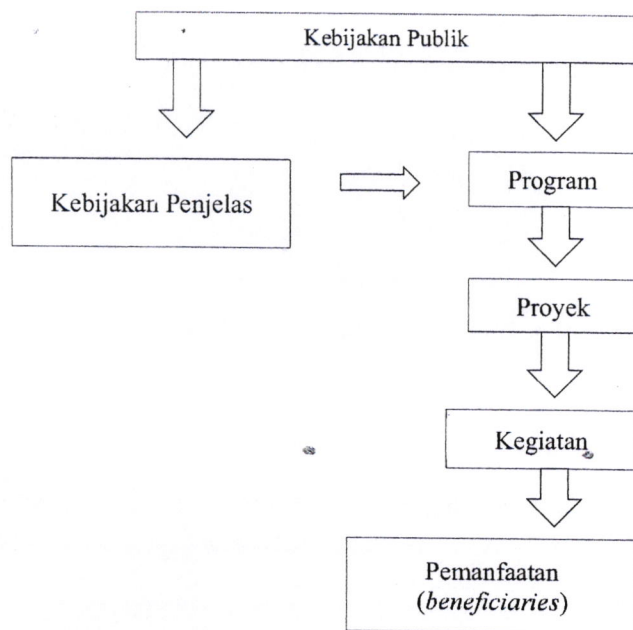 Kebijakan Publik
Kebijakan Penjelas
Program
Proyek
Kegiatan
Pemanfaatan
(beneficiaries)